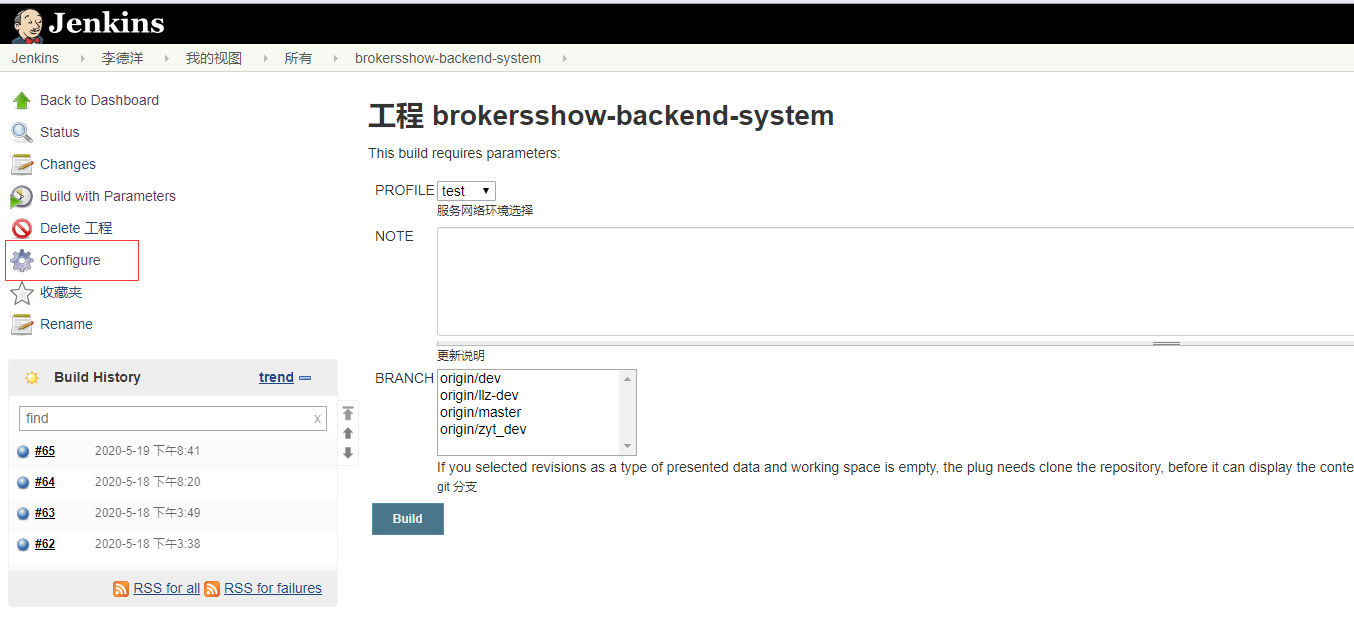 Jenkins
Jenkins 李德洋 我的视图 所有 brokersshow-backend-system
Back to Dashboard
Status
Changes
Build with Parameters
Delete 工程
Configure
收藏夹
Rename
Build History trend
find x
#65 2020-5-19 下午8:41
#64 2020-5-18 下午8:20
#63 2020-5-18 下午3:49
#62 2020-5-18 下午3:38
RSS for all RSS for failures
工程 brokersshow-backend-system
This build requires parameters:
PROFILE test
服务网络环境选择
NOTE
更新说明
BRANCH origin/dev
origin/llz-dev
origin/master
origin/zyt_dev
If you selected revisions as a type of presented data and working space is empty, the plug needs clone the repository, before it can display the conte
git 分支
Build